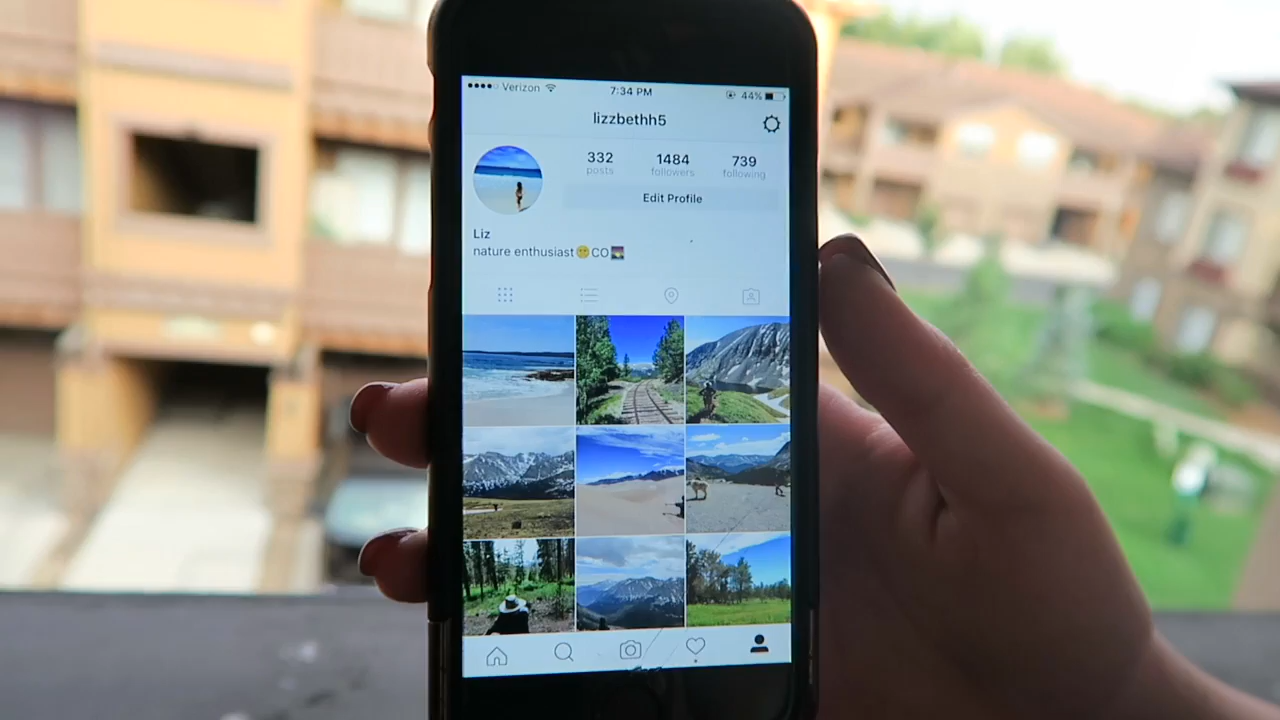 Verizon 7:34 PM 44%
lizzbethh5
332 1484 739
posts followers following
Edit Profile
Liz
nature enthusiast🌝CO🌄